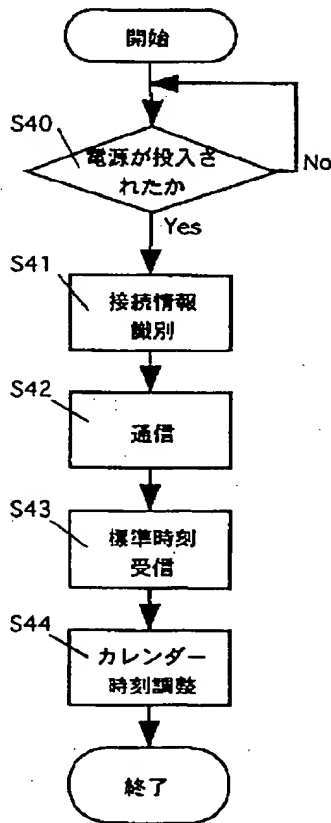 開始
S40
電源が投入さ
れたか
No
Yes
S41
接続情報
識別
S42
通信
S43
標準時刻
受信
S44
カレンダー
時刻調整
終了